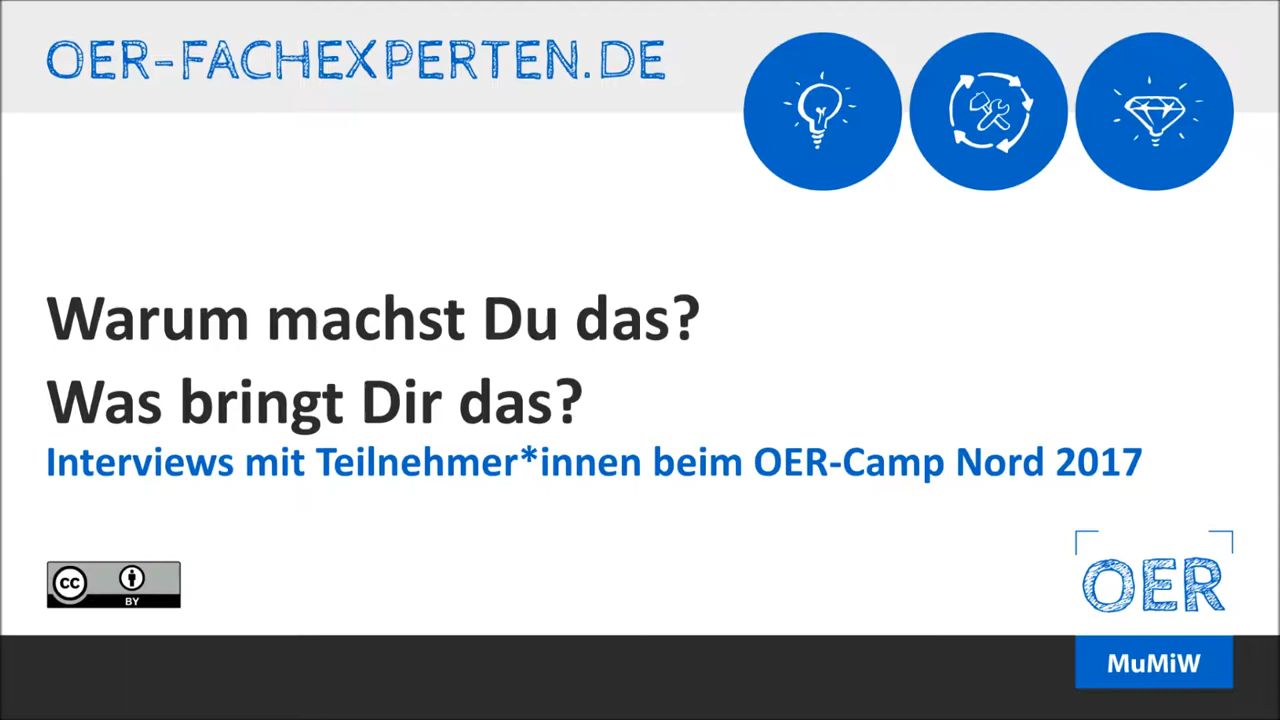 OER-FACHEXPERTEN.DE
Warum machst Du das?
Was bringt Dir das?
Interviews mit Teilnehmer*innen beim OER-Camp Nord 2017
cc
BY
OER
MuMiW